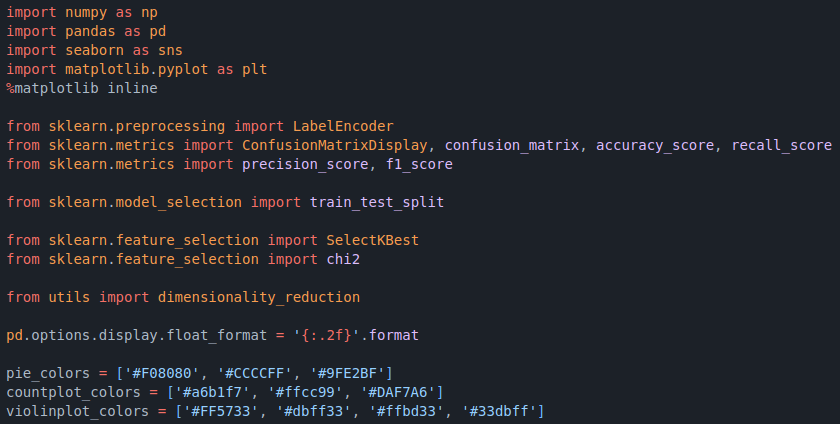 import numpy as np
import pandas as pd
import seaborn as sns
import matplotlib.pyplot as plt
%matplotlib inline
from sklearn.preprocessing import LabelEncoder
from sklearn.metrics import ConfusionMatrixDisplay, confusion_matrix, accuracy_score, recall_score
from sklearn.metrics import precision_score, f1_score
from sklearn.model_selection import train_test_split
from sklearn.feature_selection import SelectKBest
from sklearn.feature_selection import chi2
from utils import dimensionality_reduction
pd.options.display.float_format = '{:.2f}'.format
pie_colors = ['#F08080', '#CCCCFF', '#9FE2BF']
countplot_colors = ['#a6b1f7', '#ffcc99', '#DAF7A6']
violinplot_colors = ['#FF5733', '#dbff33', '#ffbd33', '#33dbff']